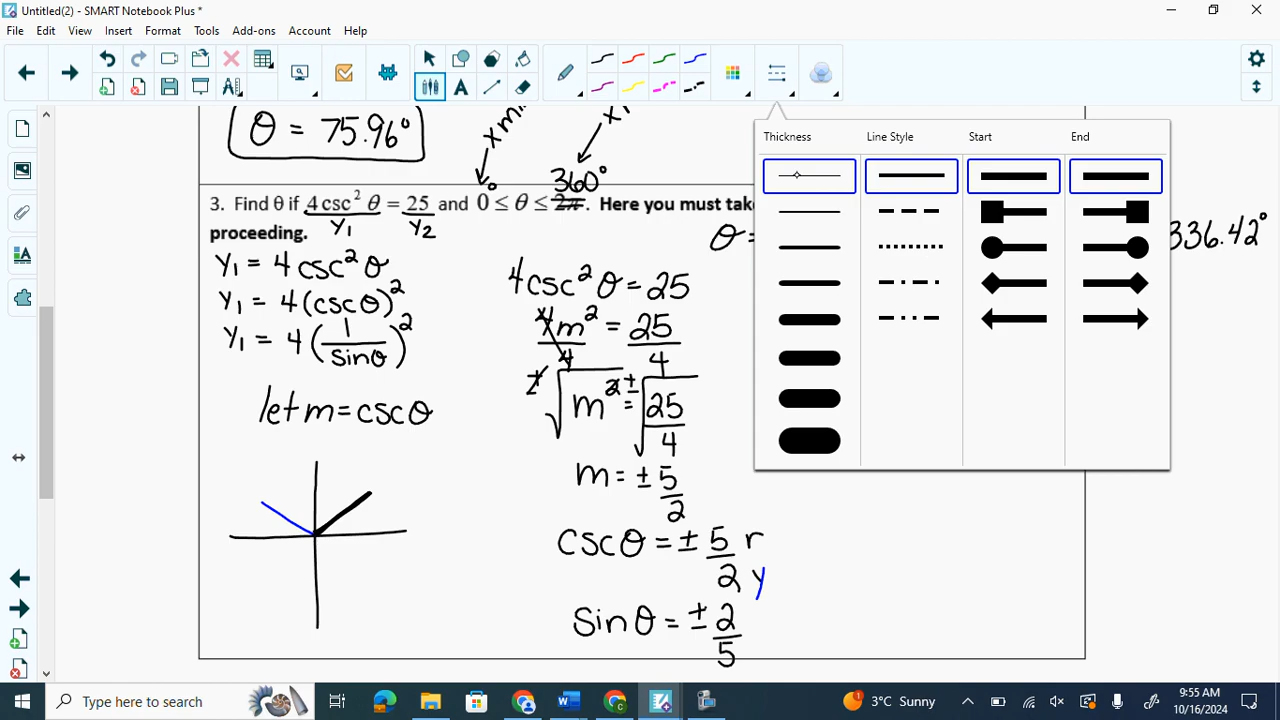 Untitled(2) - SMART Notebook Plus *
File Edit View Insert Format Tools Add-ons Account Help
Thickness Line Style Start End
θ = 75.96°
360°
3. Find θ if 4 csc² θ = 25 and 0° ≤ θ ≤ 2π. Here you must take
Y1 Y2
proceeding.
θ =
336.42°
Y1 = 4csc²θ
Y1 = 4(cscθ)²
Y1 = 4(1/sinθ)²
let m = cscθ
4csc²θ = 25
4m²/4 = 25/4
±√m² = ±√25/4
m = ± 5/2
cscθ = ± 5/2 r y
Sinθ = ± 2/5
Type here to search
3°C Sunny
9:55 AM
10/16/2024